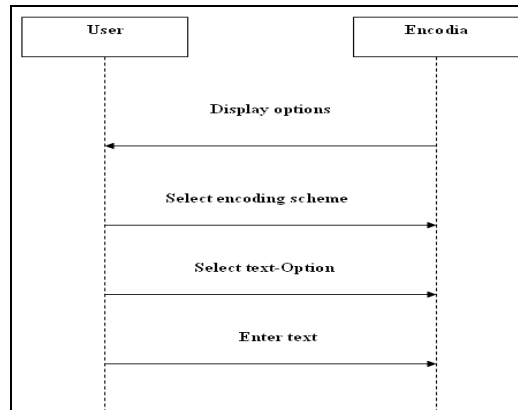 User
Encodia
Display options
Select encoding scheme
Select text-Option
Enter text